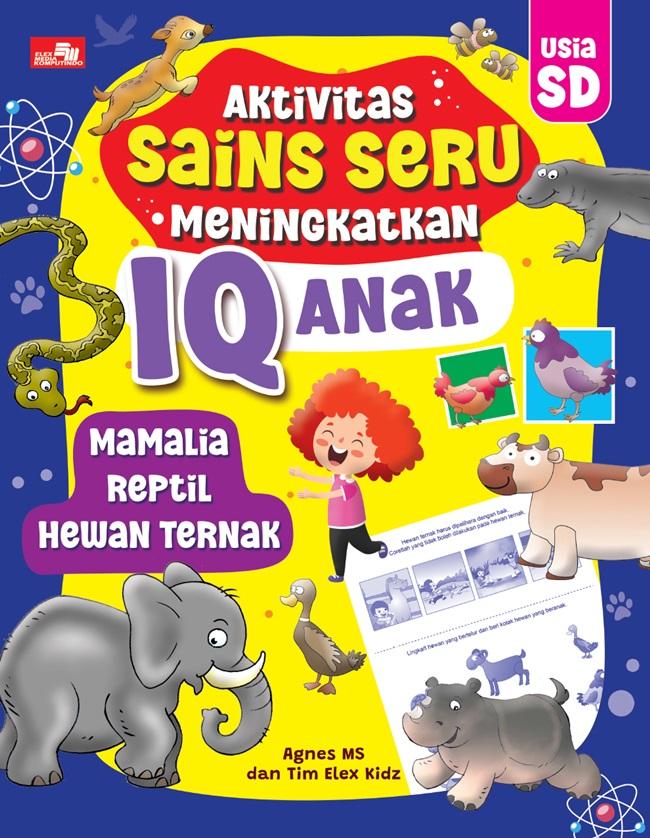 ELEX
MEDIA
KOMPUTINDO
Usia
SD
AKTIVITAS
SAINS SERU
MENINGKATKAN
IQ ANAK
MAMALIA
REPTIL
HEWAN TERNAK
Hewan ternak harus dipelihara dengan baik.
Coretlah yang tidak boleh dilakukan pada hewan ternak.
Lingkari hewan yang bertelur dan beri kotak hewan yang beranak.
Agnes MS
dan Tim Elex Kidz